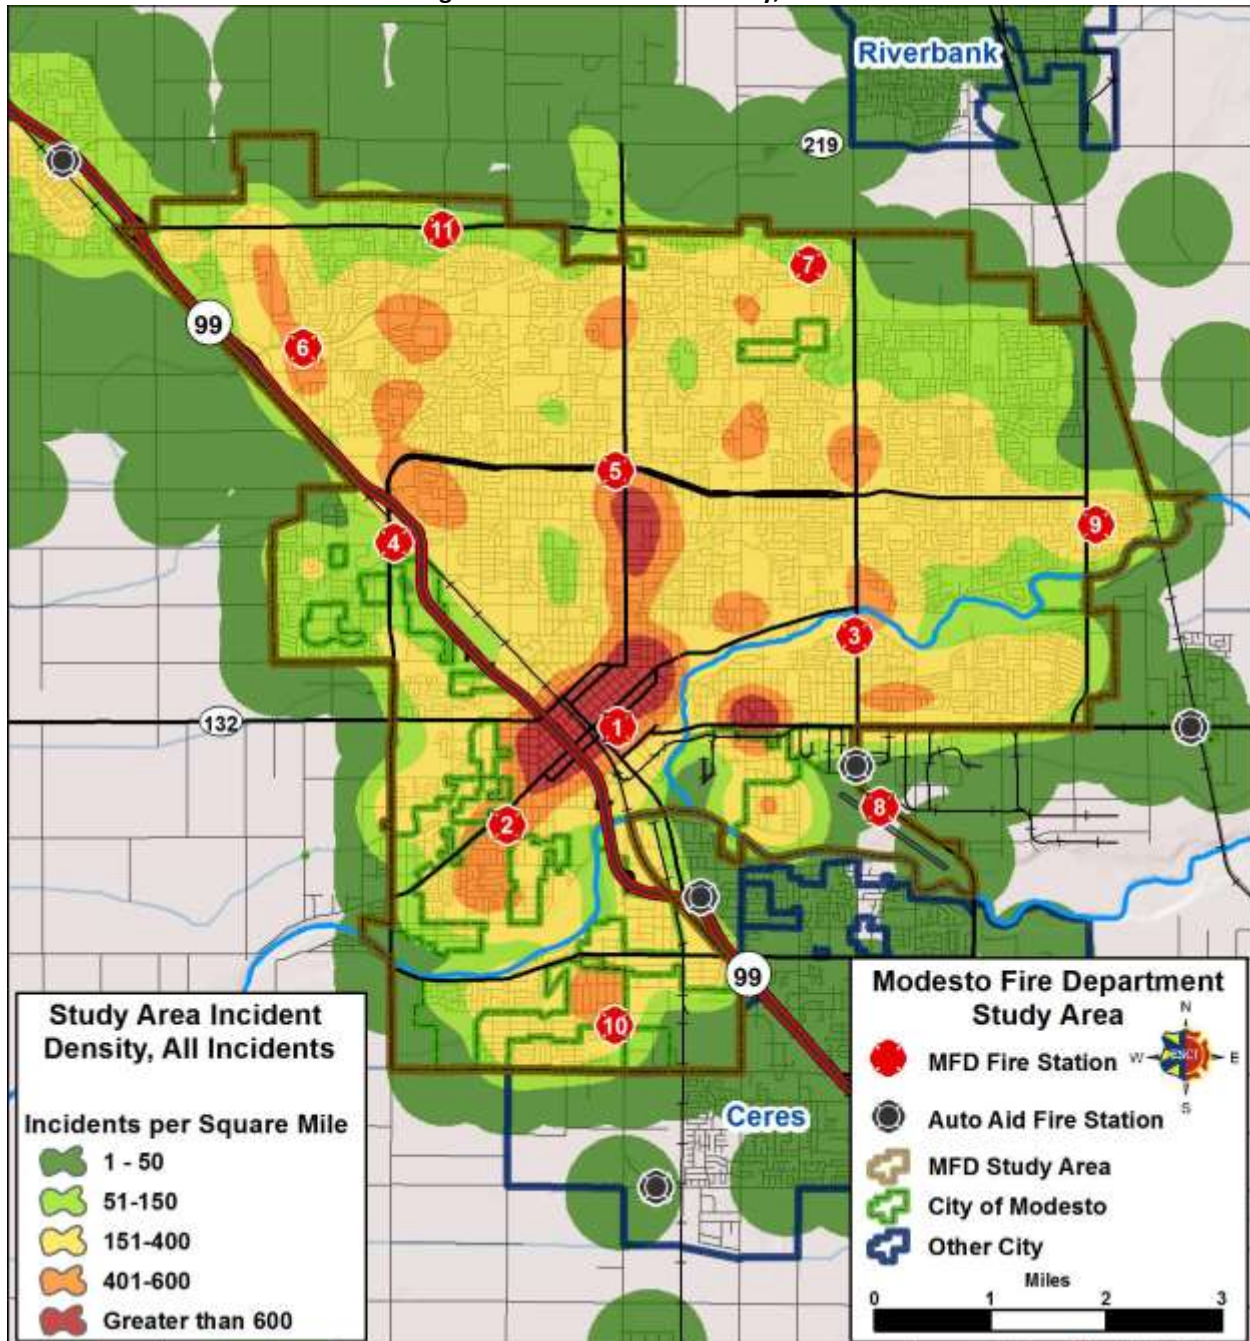 Riverbank
219
11
7
99
6
5
9
4
3
132
1
8
2
99
10
Ceres
Study Area Incident
Density, All Incidents
Incidents per Square Mile
1 - 50
51-150
151-400
401-600
Greater than 600
Modesto Fire Department
Study Area
N
W
E
S
ESCI
MFD Fire Station
Auto Aid Fire Station
MFD Study Area
City of Modesto
Other City
Miles
0 1 2 3